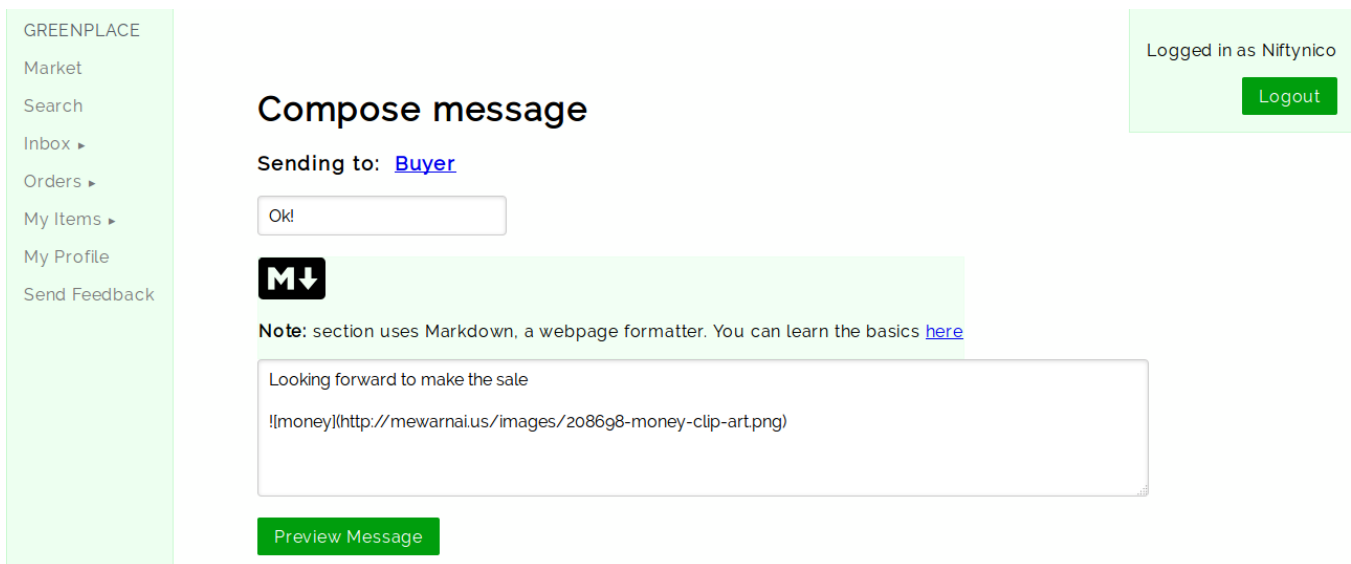 GREENPLACE
Market
Search
Inbox ▸
Orders ▸
My Items ▸
My Profile
Send Feedback
Logged in as Niftynico
Logout
Compose message
Sending to: Buyer
Ok!
M
Note: section uses Markdown, a webpage formatter. You can learn the basics here
Looking forward to make the sale
![money](http://mewarnai.us/images/208698-money-clip-art.png)
Preview Message